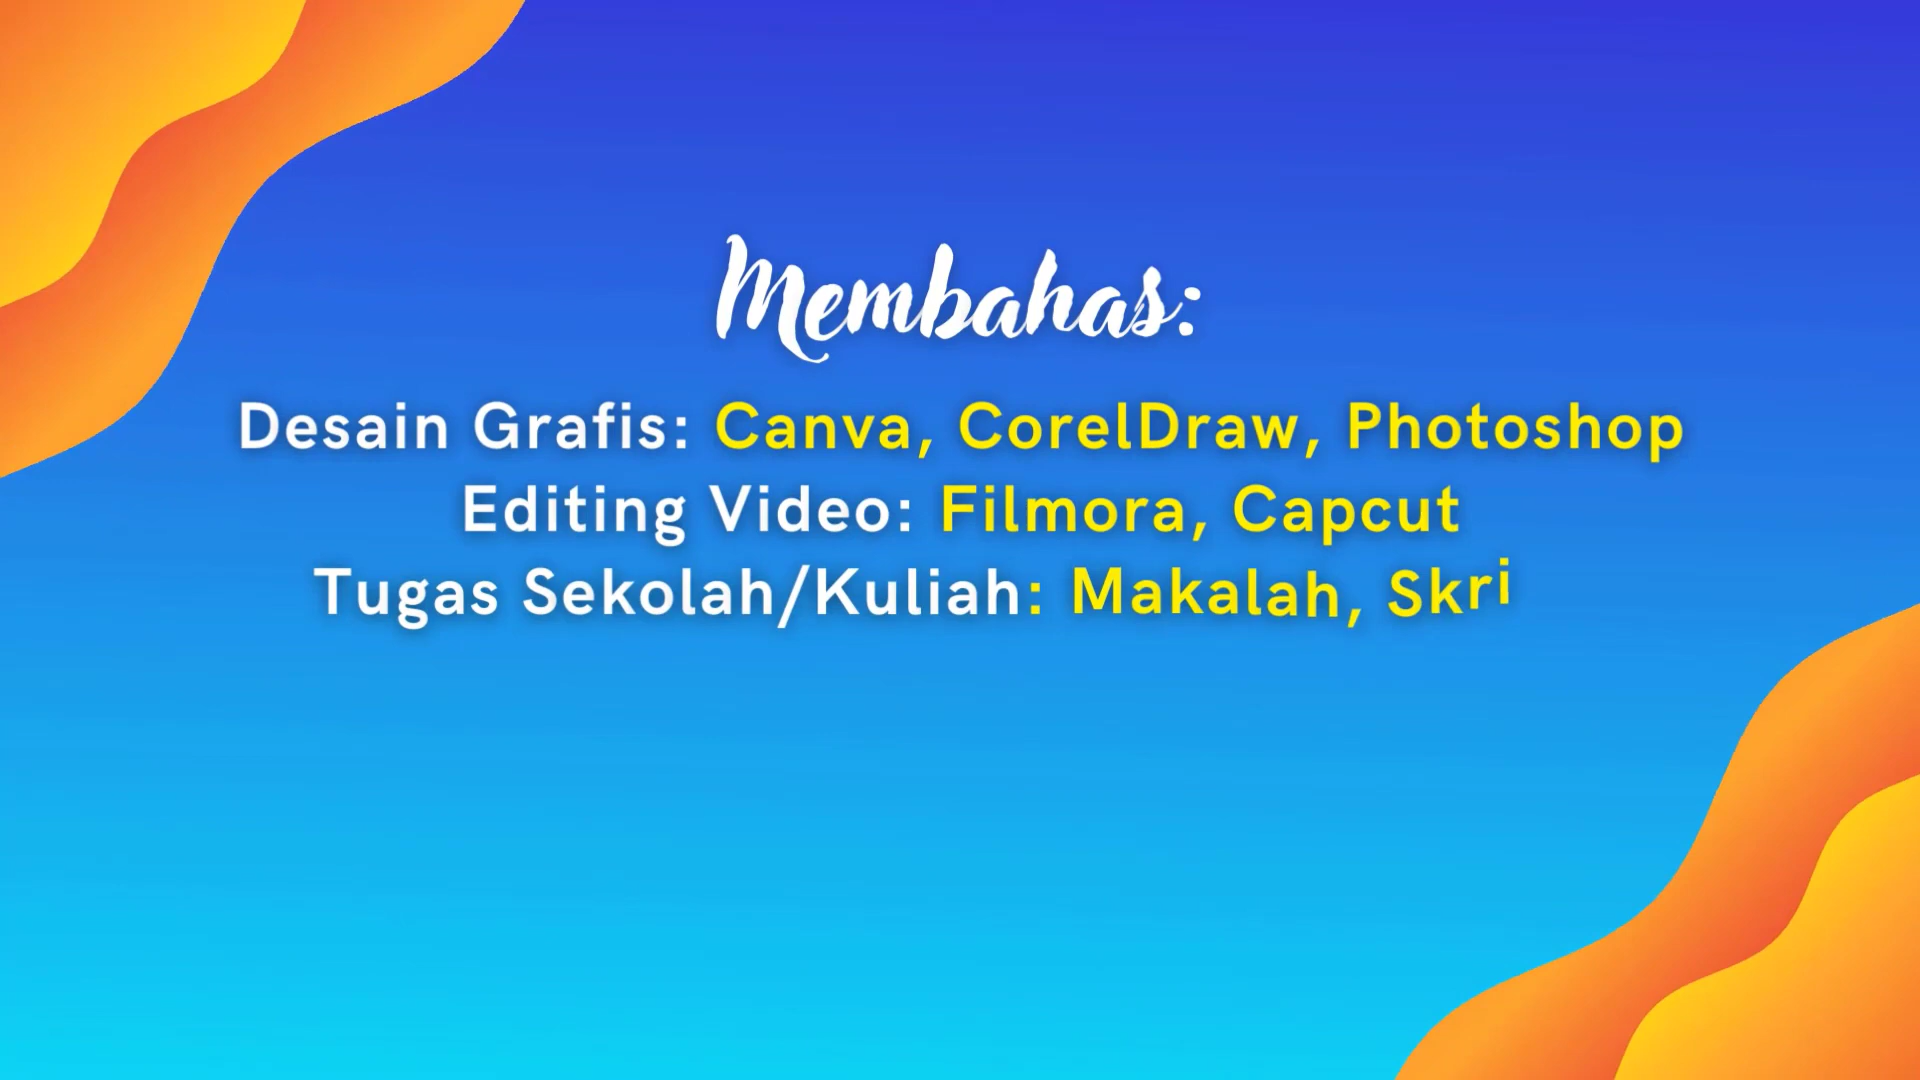 Membahas:
Desain Grafis: Canva, CorelDraw, Photoshop
Editing Video: Filmora, Capcut
Tugas Sekolah/Kuliah: Makalah, Skri